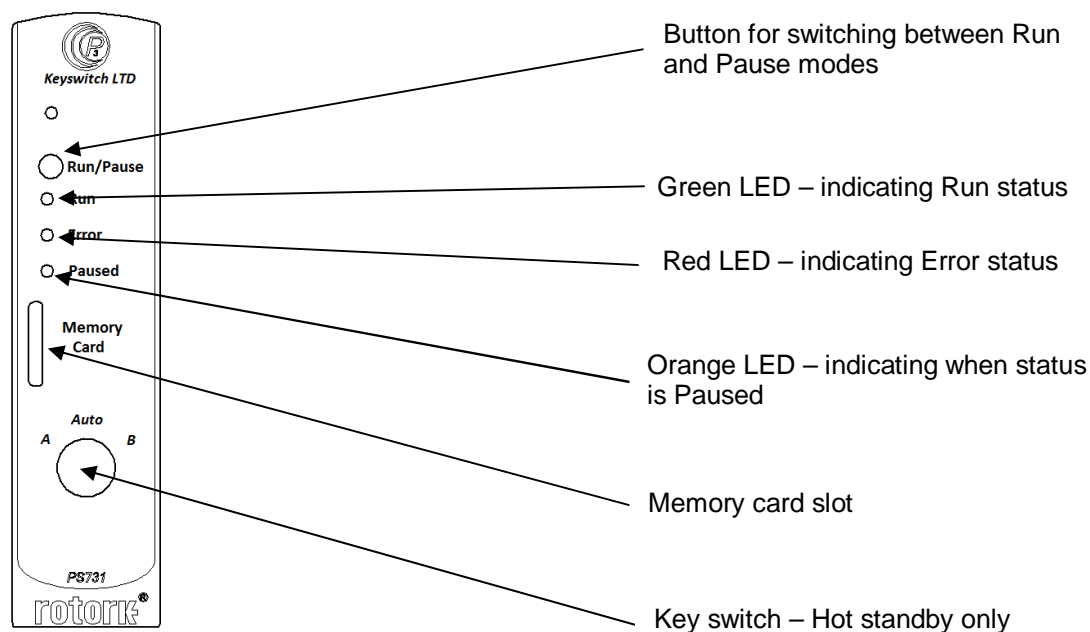 P
3
Keyswitch LTD
Run/Pause
Run
Error
Paused
Memory
Card
Auto
A
B
PS731
rotork®
Button for switching between Run
and Pause modes
Green LED – indicating Run status
Red LED – indicating Error status
Orange LED – indicating when status
is Paused
Memory card slot
Key switch – Hot standby only